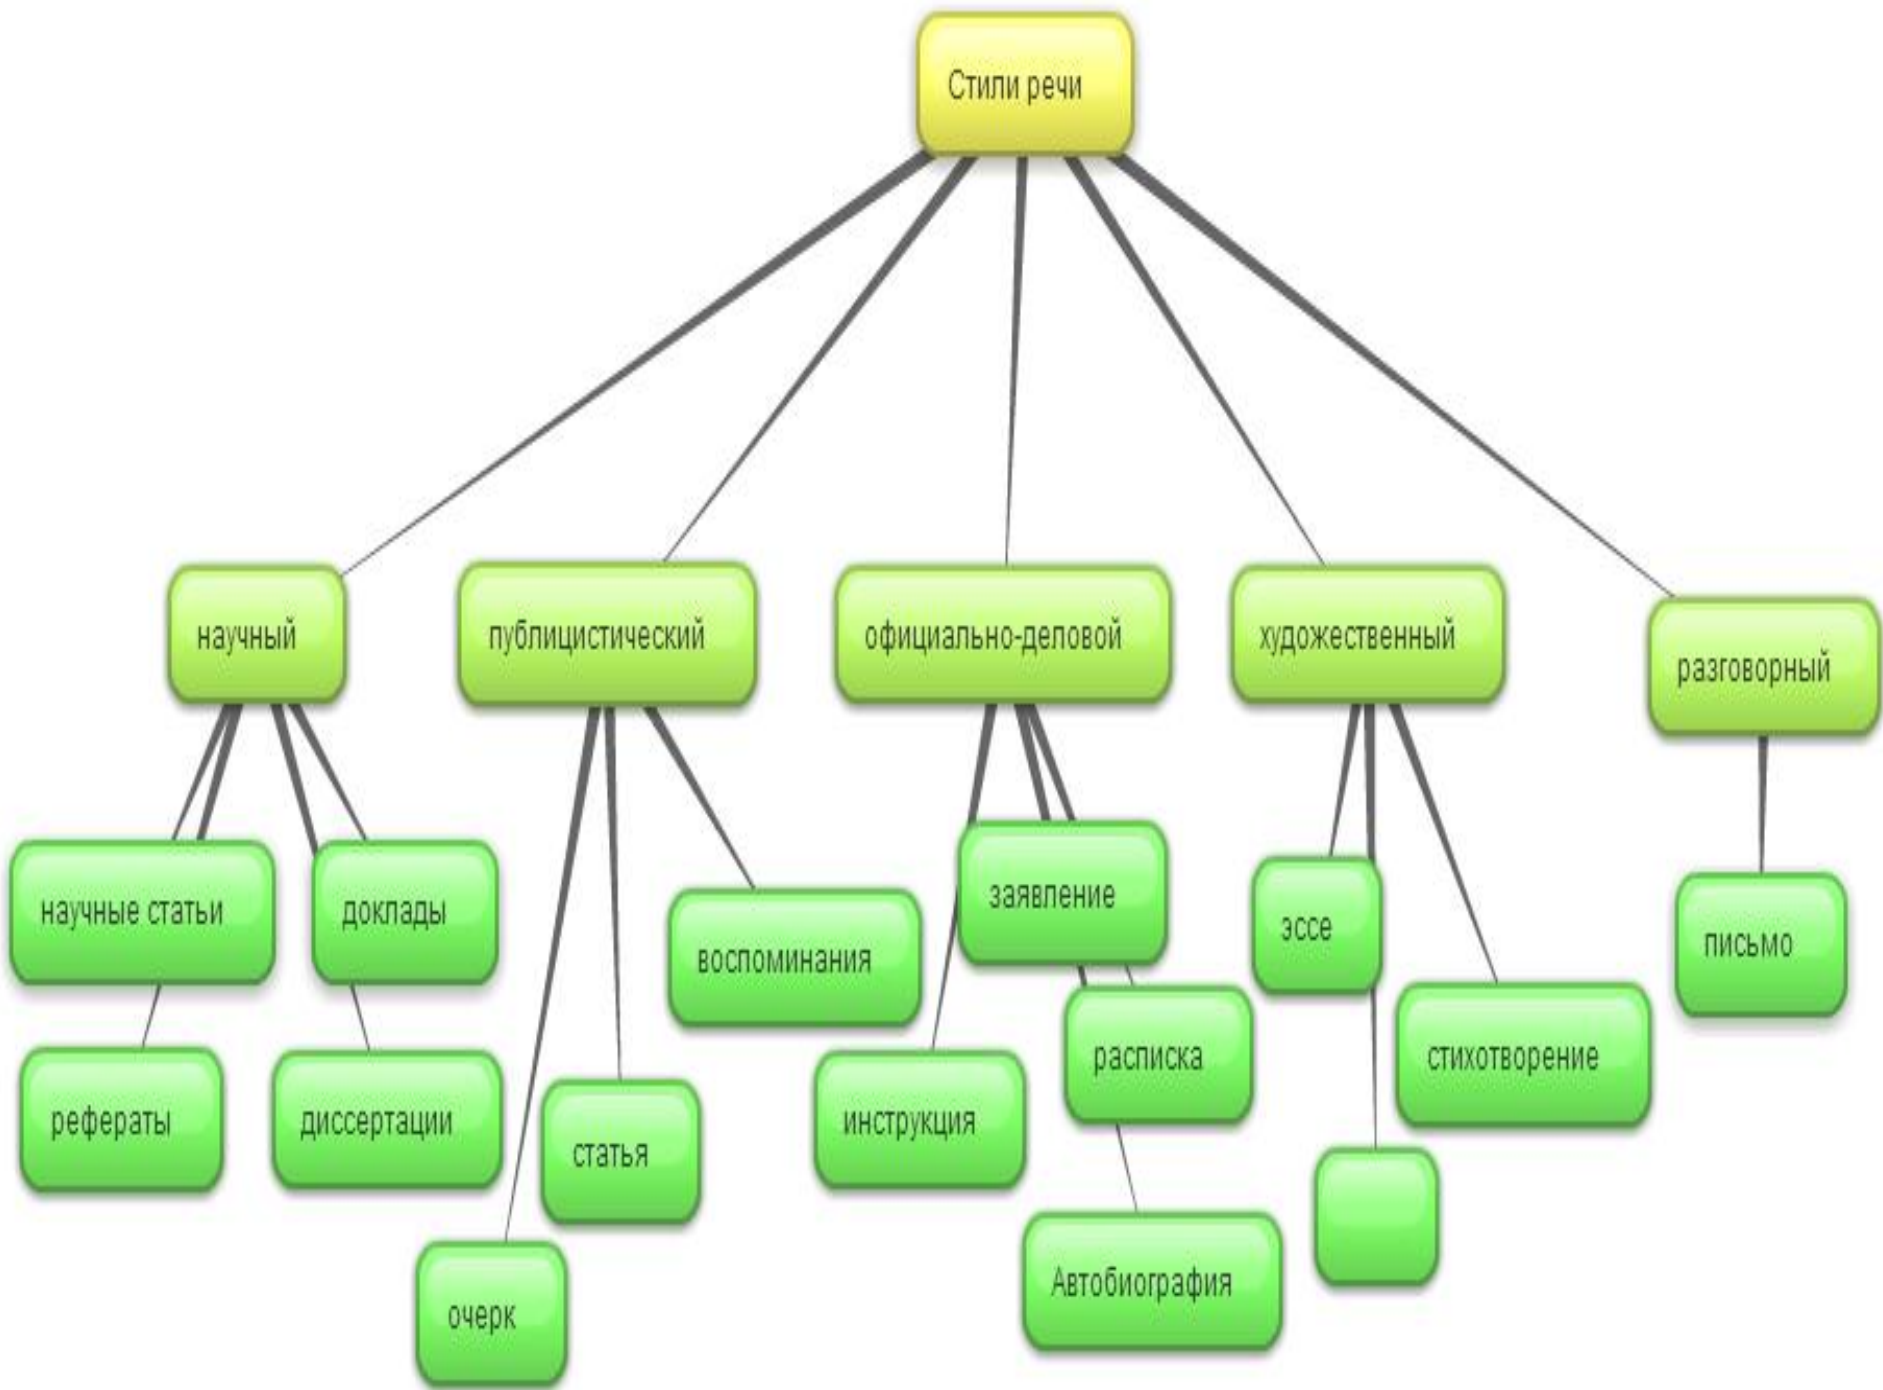 Стили речи
научный
публицистический
официально-деловой
художественный
разговорный
научные статьи
доклады
рефераты
диссертации
очерк
статья
воспоминания
инструкция
заявление
расписка
Автобиография
эссе
стихотворение
письмо